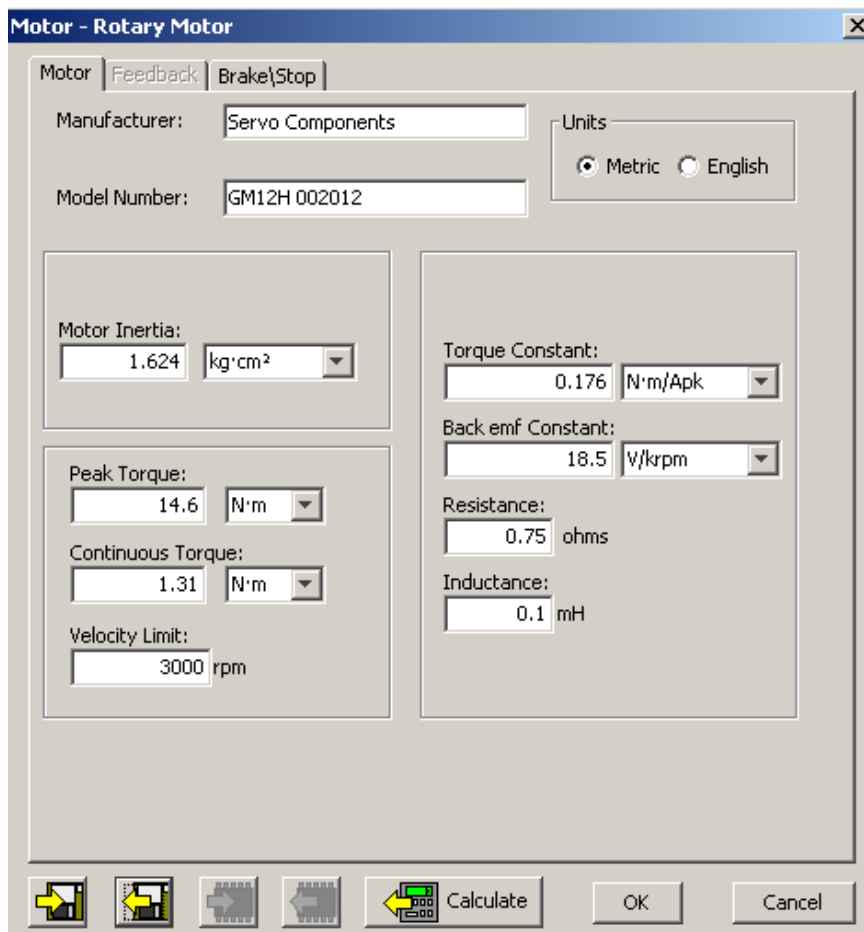 Motor - Rotary Motor
Motor Feedback Brake\Stop
Manufacturer: Servo Components
Units
Metric English
Model Number: GM12H 002012
Motor Inertia:
1.624 kg·cm²
Torque Constant:
0.176 N·m/Apk
Back emf Constant:
18.5 V/krpm
Peak Torque:
14.6 N·m
Resistance:
0.75 ohms
Continuous Torque:
1.31 N·m
Inductance:
0.1 mH
Velocity Limit:
3000 rpm
Calculate OK Cancel